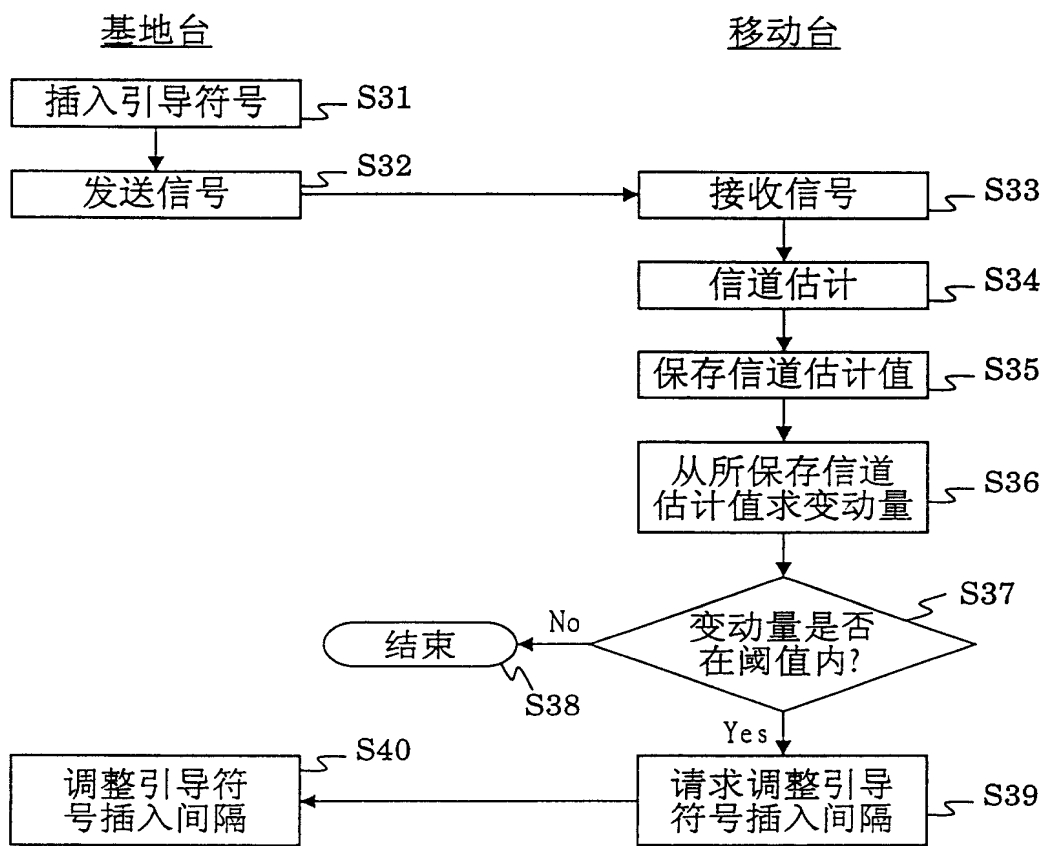 基地台
移动台
插入引导符号
S31
发送信号
S32
接收信号
S33
信道估计
S34
保存信道估计值
S35
从所保存信道
估计值求变动量
S36
变动量是否
在阈值内?
S37
No
结束
S38
Yes
请求调整引导
符号插入间隔
S39
调整引导符
号插入间隔
S40